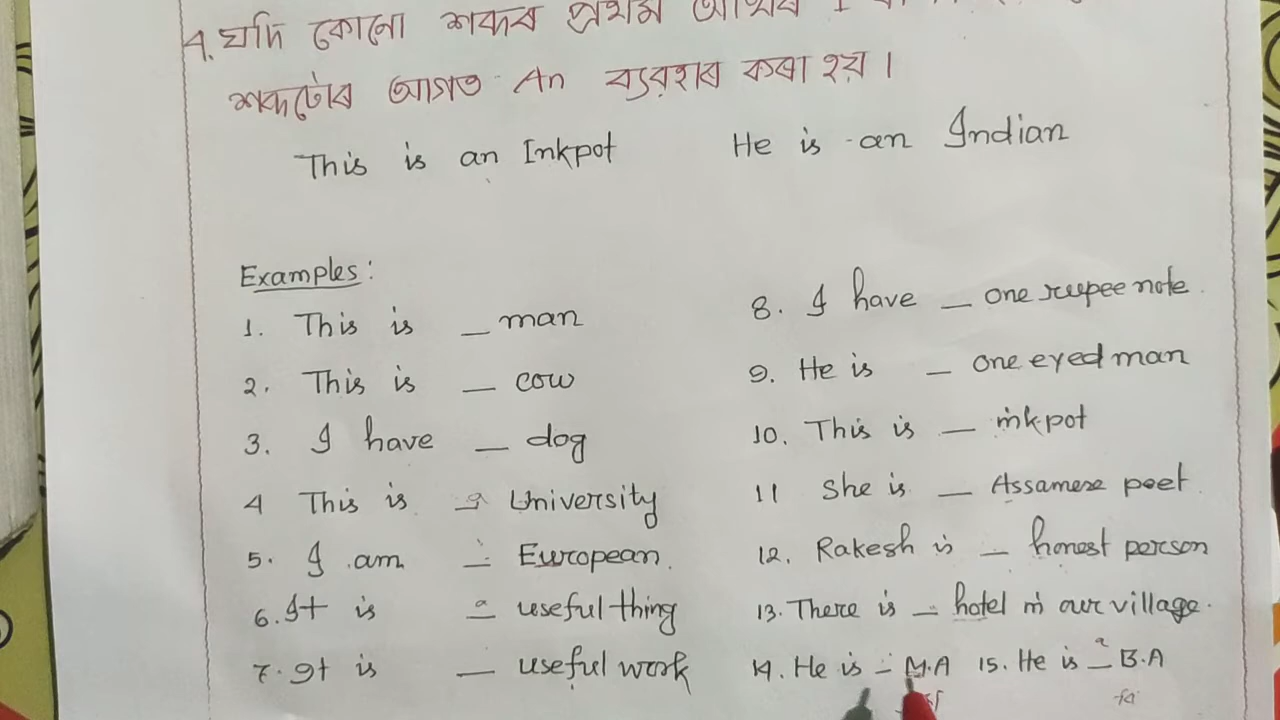 4. যদি কোনো শব্দৰ প্ৰথম আখৰ I
শব্দটোৰ আগত An ব্যৱহাৰ কৰা হয়।
This is an Inkpot He is an Indian
Examples:
1. This is _ man
2. This is _ cow
3. I have _ dog
4 This is _ University
5. I am _ European.
6. It is a useful thing
7. It is _ useful work
8. I have _ one rupee note.
9. He is _ one eyed man
10. This is _ inkpot
11 She is _ Assamese poet.
12. Rakesh is _ honest person
13. There is _ hotel in our village.
14. He is _ M.A 15. He is a B.A